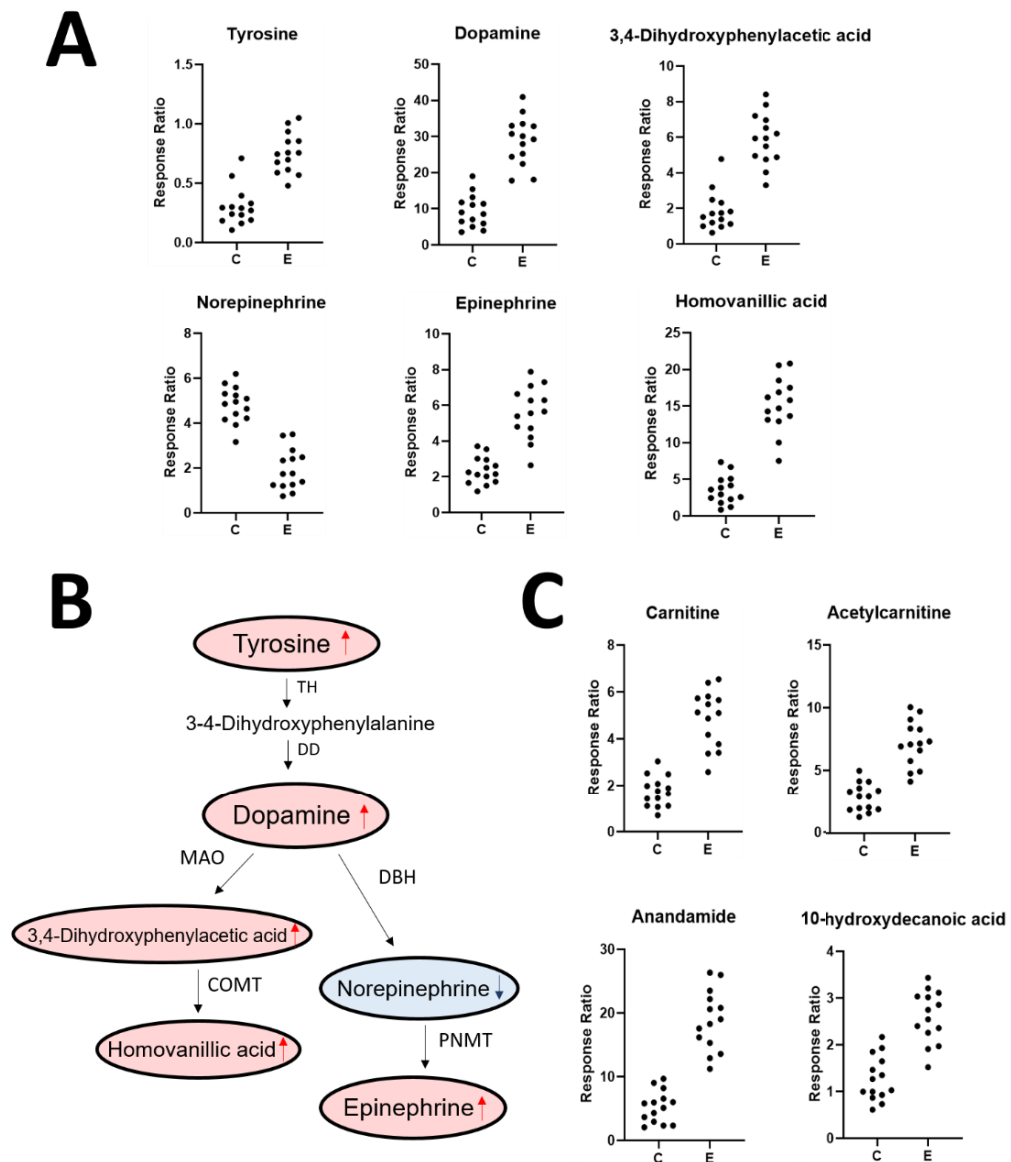 A
Tyrosine
Response Ratio
1.5
1.0
0.5
0.0
C E
Dopamine
Response Ratio
50
40
30
20
10
0
C E
3,4-Dihydroxyphenylacetic acid
Response Ratio
10
8
6
4
2
0
C E
Norepinephrine
Response Ratio
8
6
4
2
0
C E
Epinephrine
Response Ratio
10
8
6
4
2
0
C E
Homovanillic acid
Response Ratio
25
20
15
10
5
0
C E
B
Tyrosine
TH
3-4-Dihydroxyphenylalanine
DD
Dopamine
MAO
DBH
3,4-Dihydroxyphenylacetic acid
COMT
Norepinephrine
Homovanillic acid
PNMT
Epinephrine
C
Carnitine
Response Ratio
8
6
4
2
0
C E
Acetylcarnitine
Response Ratio
15
10
5
0
C E
Anandamide
Response Ratio
30
20
10
0
C E
10-hydroxydecanoic acid
Response Ratio
4
3
2
1
0
C E